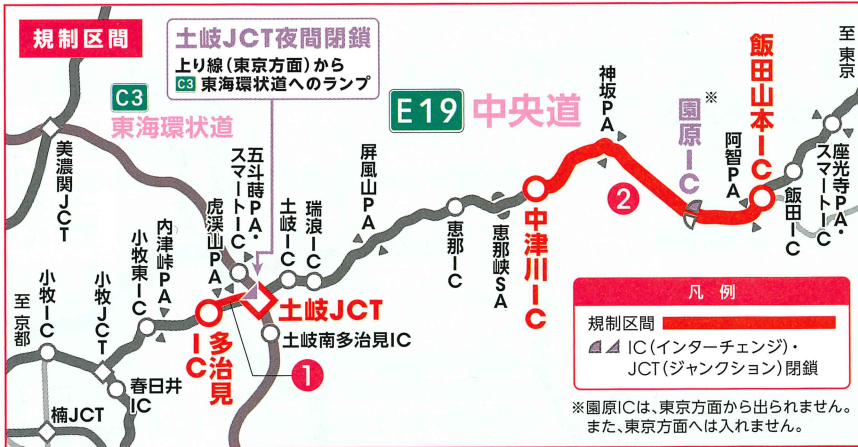 規制区間
土岐JCT夜間閉鎖
上り線(東京方面)から
C3 東海環状道へのランプ
C3
東海環状道
E19 中央道
美濃関JCT
至 京都
小牧IC
小牧JCT
小牧東IC
内津峠PA
虎渓山PA
五斗蒔PA・
スマートIC
土岐IC
瑞浪IC
屏風山PA
恵那IC
恵那峡SA
中津川IC
神坂PA
②
※
園原IC
阿智PA
飯田山本IC
飯田IC
座光寺PA・
スマートIC
至 東京
多治見
IC
土岐JCT
土岐南多治見IC
①
春日井
IC
楠JCT
凡例
規制区間
IC(インターチェンジ)・
JCT(ジャンクション)閉鎖
※園原ICは、東京方面から出られません。
また、東京方面へは入れません。